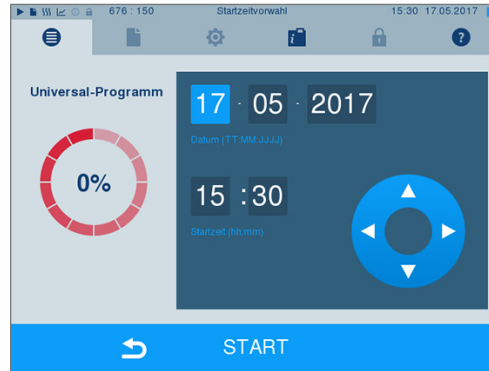 676 : 150 Startzeitvorwahl 15:30 17.05.2017
Universal-Programm
17 . 05 . 2017
Datum (TT:MM:JJJJ)
0%
15 : 30
Startzeit (hh:mm)
START